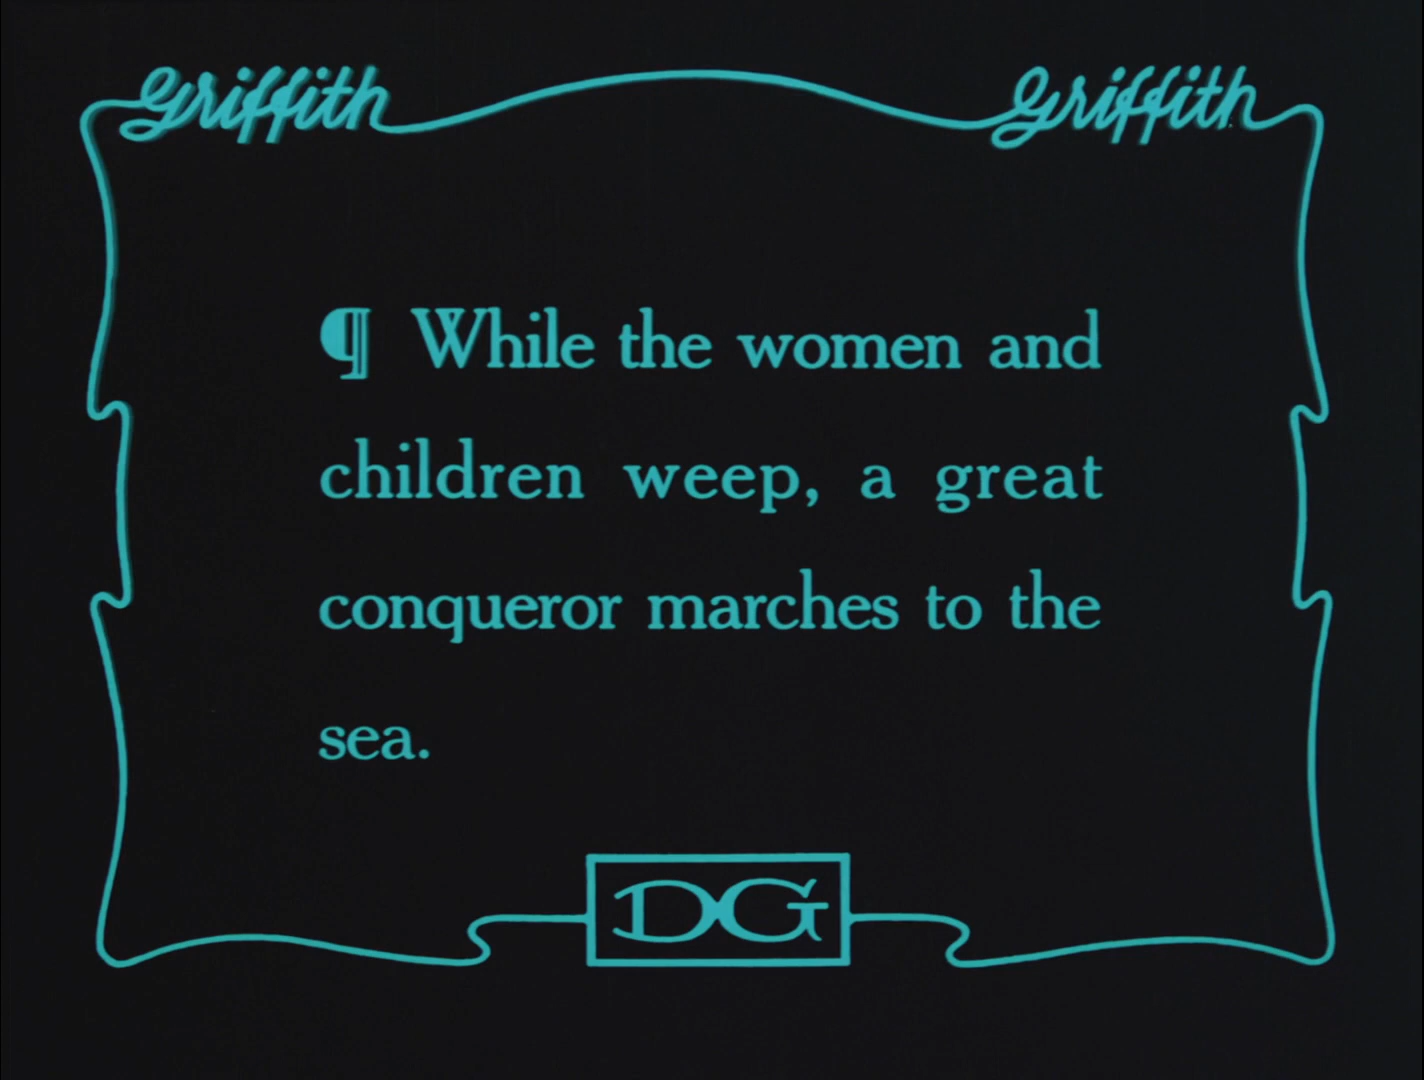 Griffith Griffith
¶ While the women and
children weep, a great
conqueror marches to the
sea.
DG